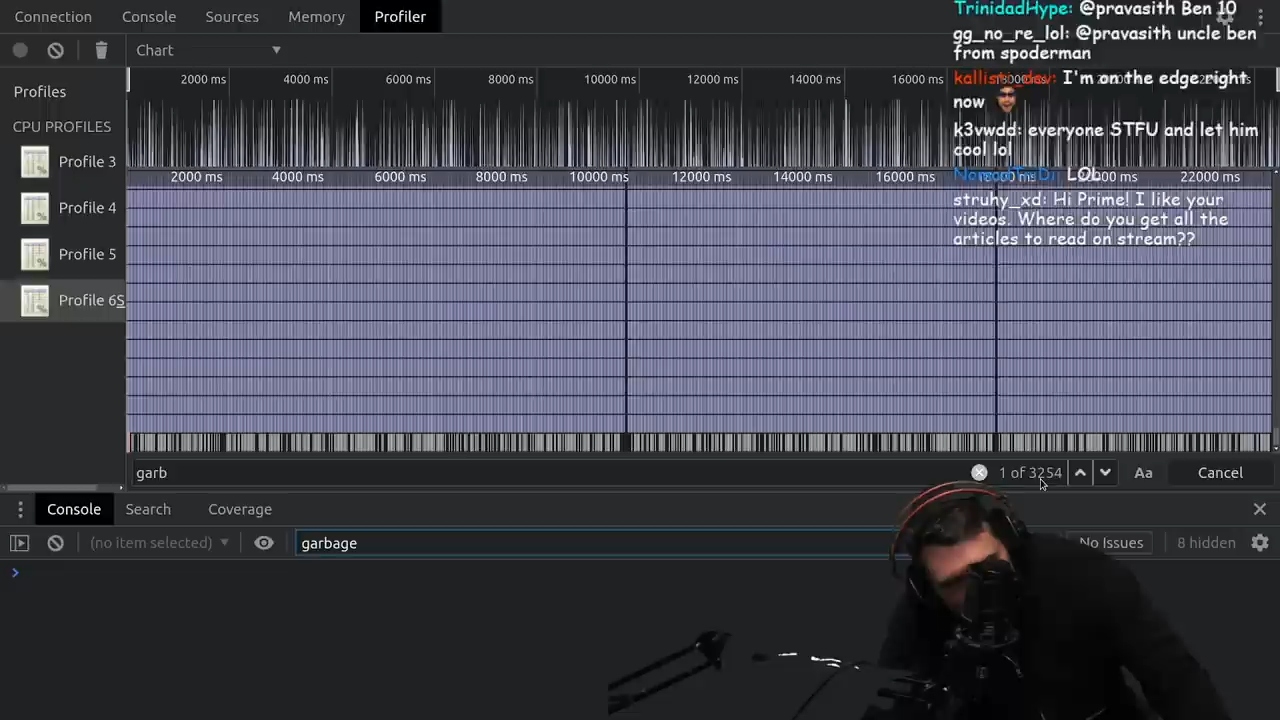 Connection Console Sources Memory Profiler
Chart
Profiles
CPU PROFILES
Profile 3
Profile 4
Profile 5
Profile 6S
2000 ms 4000 ms 6000 ms 8000 ms 10000 ms 12000 ms 14000 ms 16000 ms 18000 ms
2000 ms 4000 ms 6000 ms 8000 ms 10000 ms 12000 ms 14000 ms 16000 ms 22000 ms
TrinidadHype: @pravasith Ben 10
gg_no_re_lol: @pravasith uncle ben
from spoderman
kallisti_dev: I'm on the edge right
now
k3vwdd: everyone STFU and let him
cool lol
LOL
struhy_xd: Hi Prime! I like your
videos. Where do you get all the
articles to read on stream??
garb 1 of 3254 Aa Cancel
Console Search Coverage
(no item selected) garbage No Issues 8 hidden